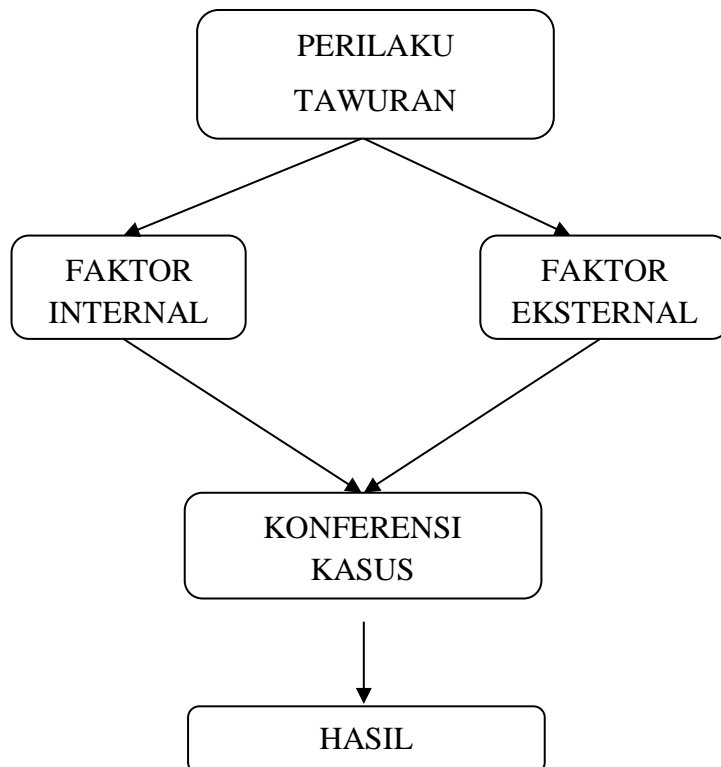 PERILAKU
TAWURAN
FAKTOR
INTERNAL
FAKTOR
EKSTERNAL
KONFERENSI
KASUS
HASIL